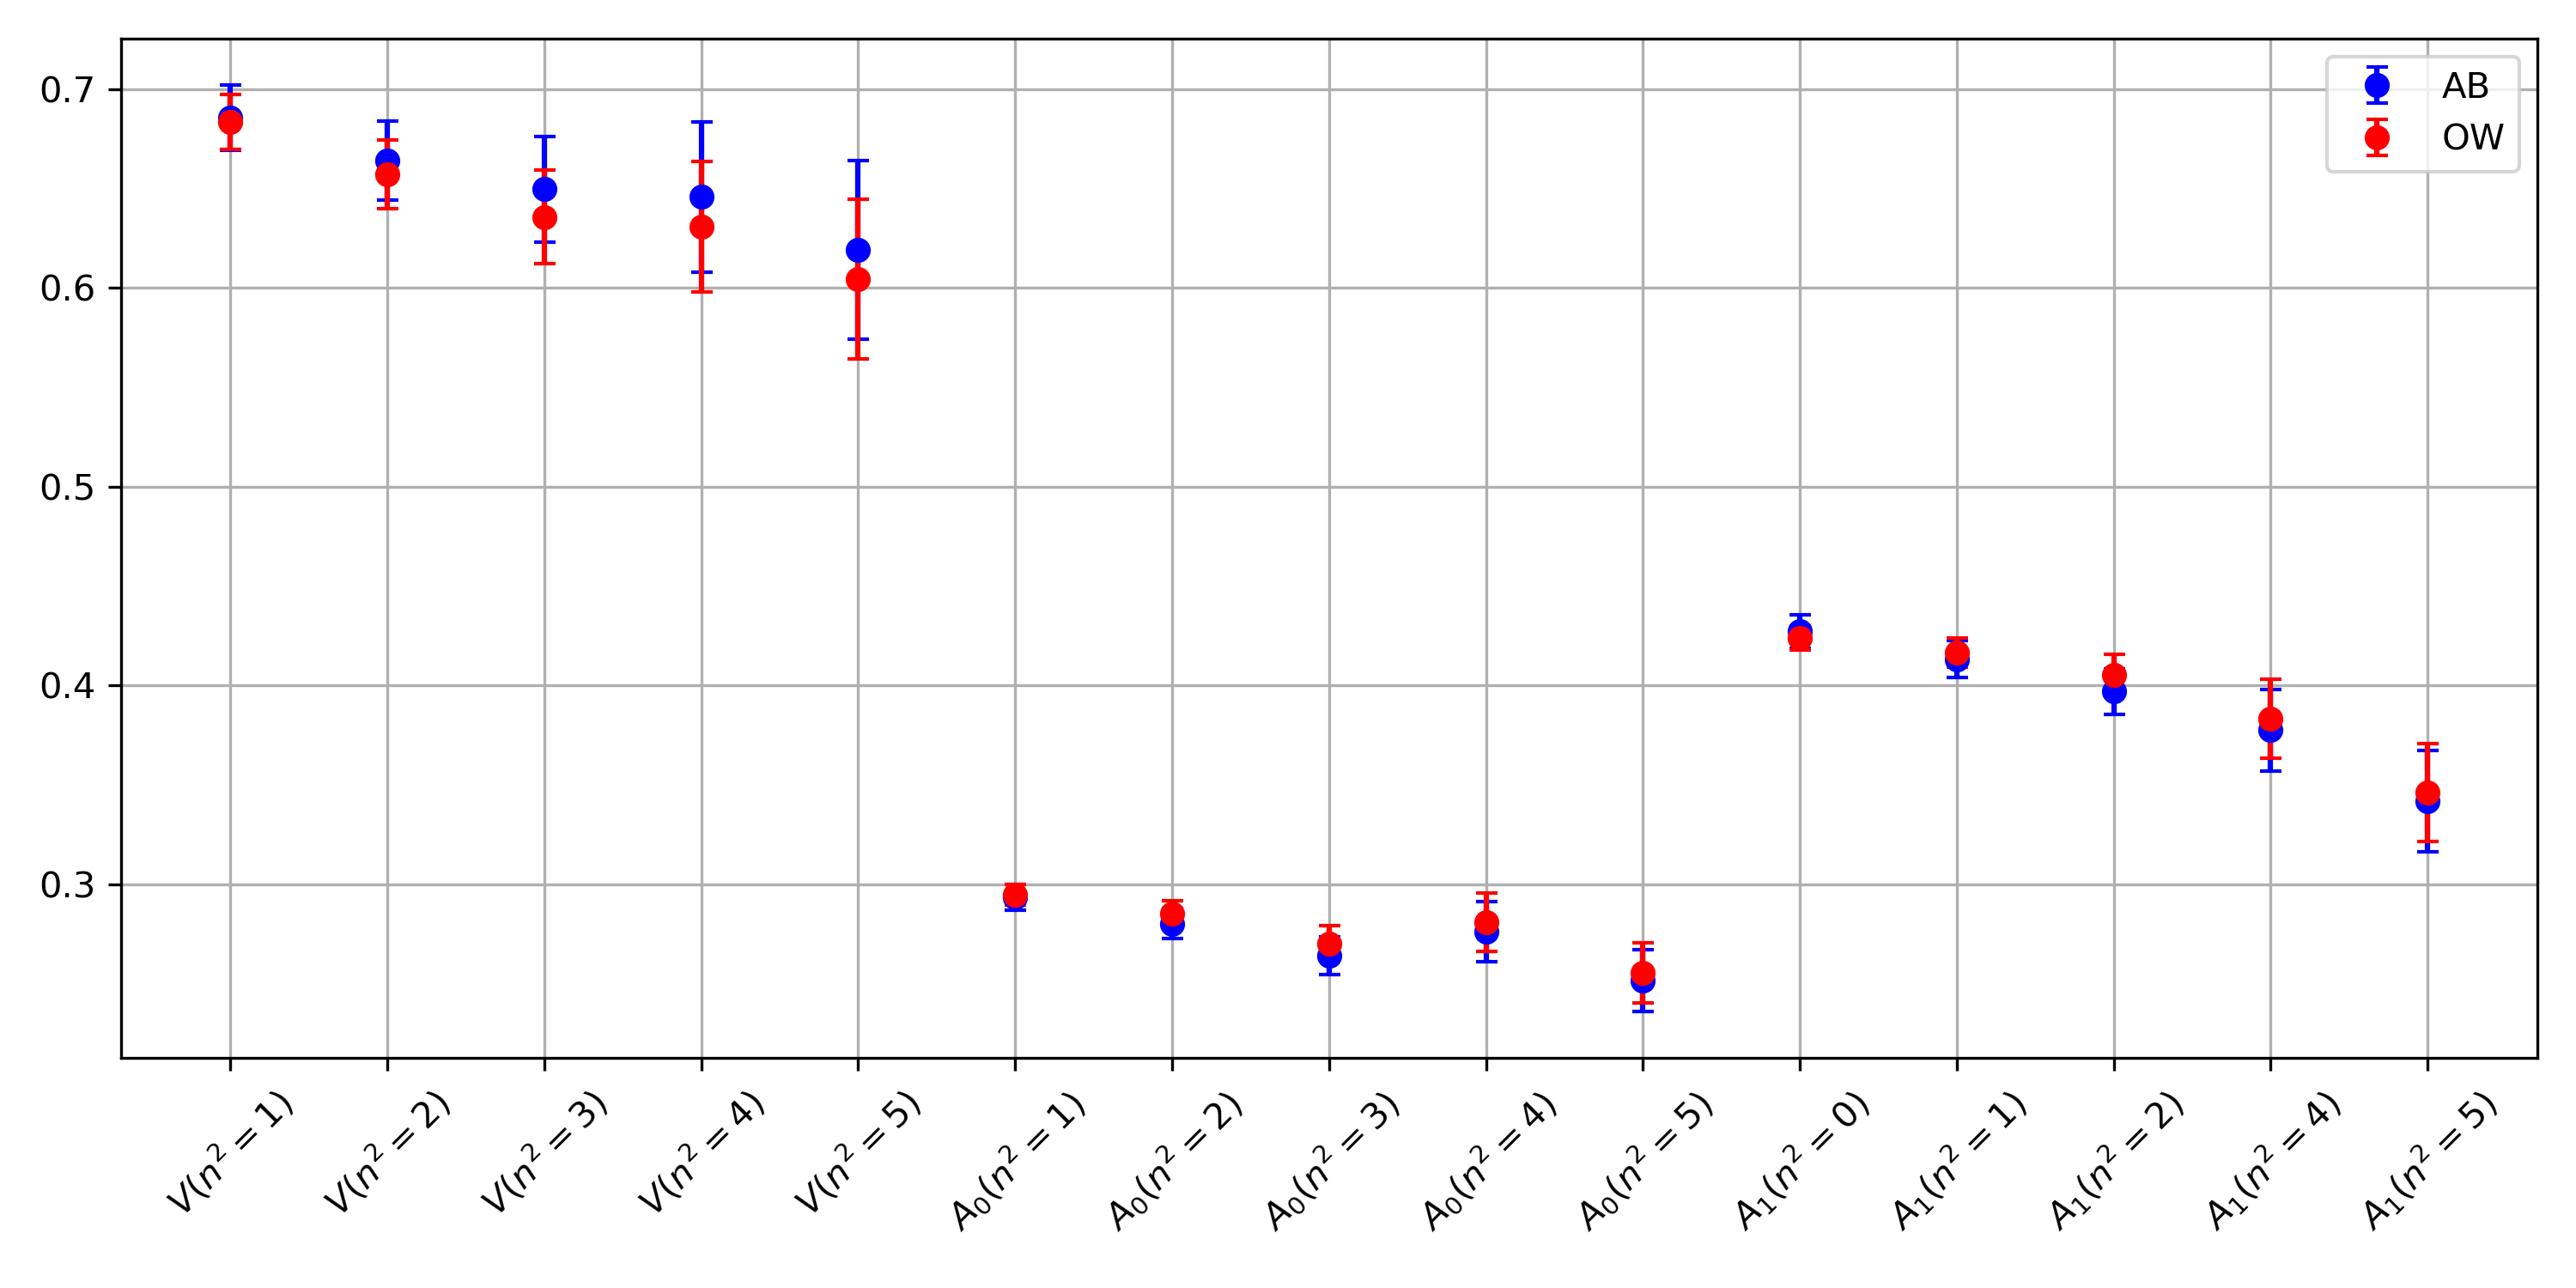 0.7
0.6
0.5
0.4
0.3
AB
OW
V(n² = 1)
V(n² = 2)
V(n² = 3)
V(n² = 4)
V(n² = 5)
A₀(n² = 1)
A₀(n² = 2)
A₀(n² = 3)
A₀(n² = 4)
A₀(n² = 5)
A₁(n² = 0)
A₁(n² = 1)
A₁(n² = 2)
A₁(n² = 4)
A₁(n² = 5)